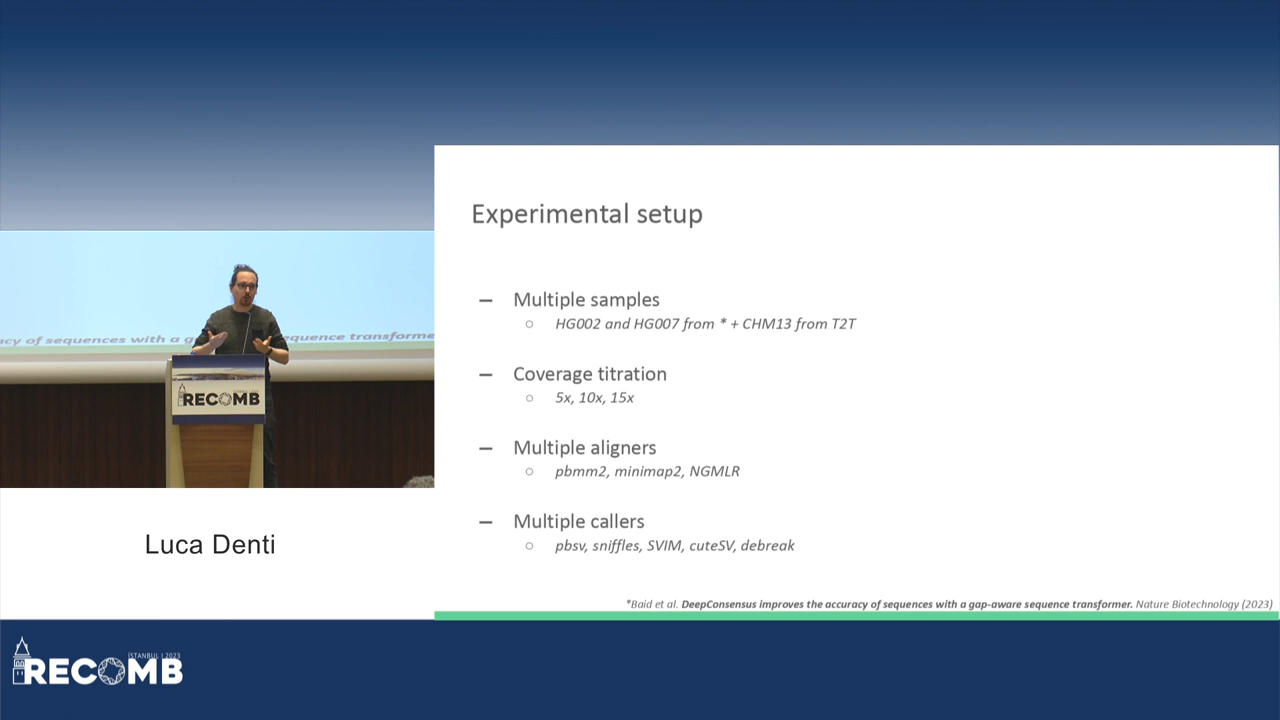 Experimental setup
– Multiple samples
○ HG002 and HG007 from * + CHM13 from T2T
– Coverage titration
○ 5x, 10x, 15x
– Multiple aligners
○ pbmm2, minimap2, NGMLR
– Multiple callers
○ pbsv, sniffles, SVIM, cuteSV, debreak
*Baid et al. DeepConsensus improves the accuracy of sequences with a gap-aware sequence transformer. Nature Biotechnology (2023)
acy of sequences with a g equence transforme
RECOMB
Luca Denti
İSTANBUL | 2023
RECOMB